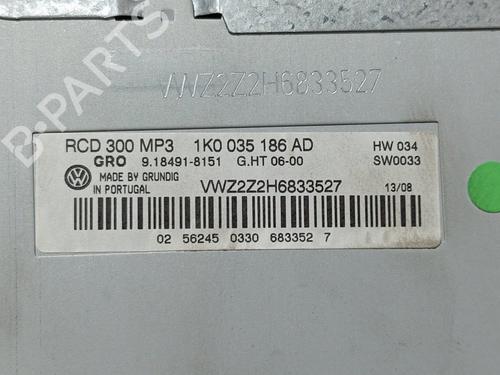 VWZ2Z2H6833527
RCD 300 MP3 1K0 035 186 AD HW 034
GRO 9.18491-8151 G.HT 06-00 SW0033
MADE BY GRUNDIG
IN PORTUGAL
VWZ2Z2H6833527 13/08
02 56245 0330 683352 7
B-PARTS